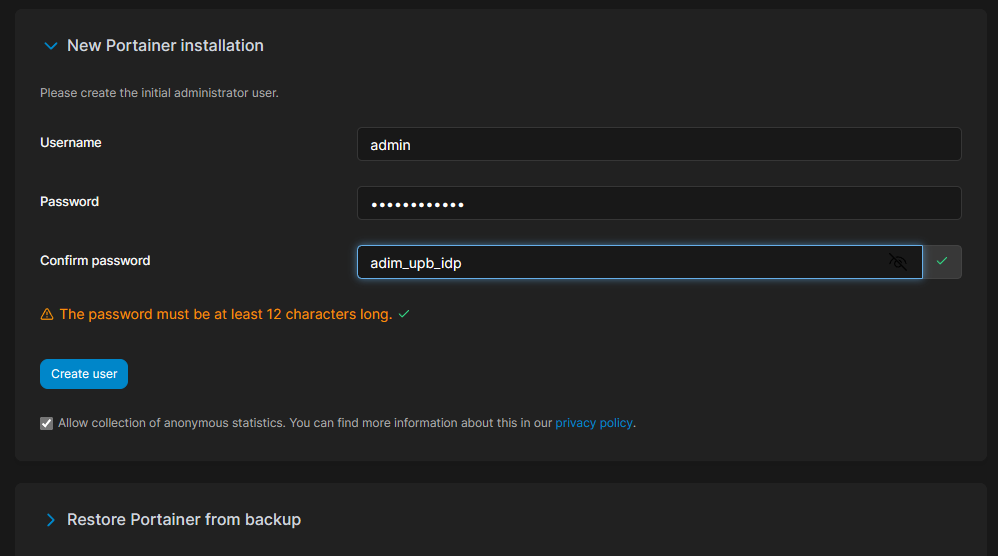 New Portainer installation
Please create the initial administrator user.
Username
admin
Password
••••••••••••
Confirm password
adim_upb_idp
The password must be at least 12 characters long.
Create user
Allow collection of anonymous statistics. You can find more information about this in our privacy policy.
Restore Portainer from backup